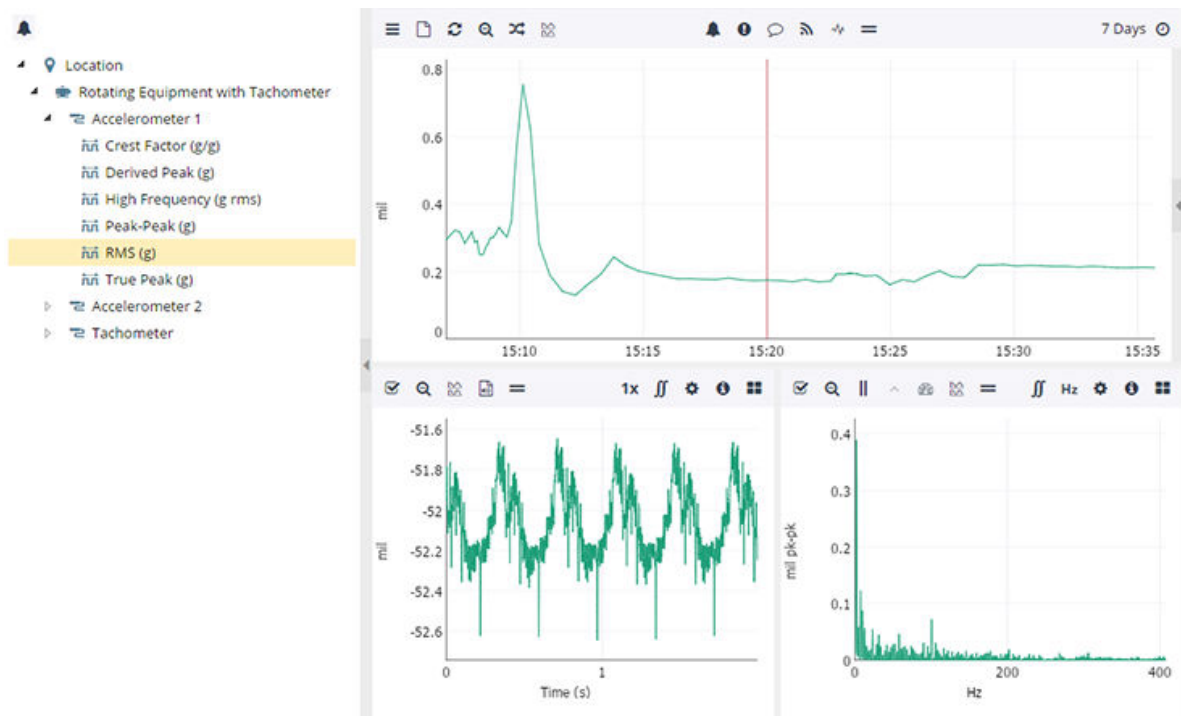 Location
Rotating Equipment with Tachometer
Accelerometer 1
Crest Factor (g/g)
Derived Peak (g)
High Frequency (g rms)
Peak-Peak (g)
RMS (g)
True Peak (g)
Accelerometer 2
Tachometer
7 Days
0.8
0.6
0.4
0.2
0
mil
15:10 15:15 15:20 15:25 15:30 15:35
1x
-51.6
-51.8
-52
-52.2
-52.4
-52.6
mil
0 1
Time (s)
Hz
0.4
0.3
0.2
0.1
0
mil pk-pk
0 200 400
Hz